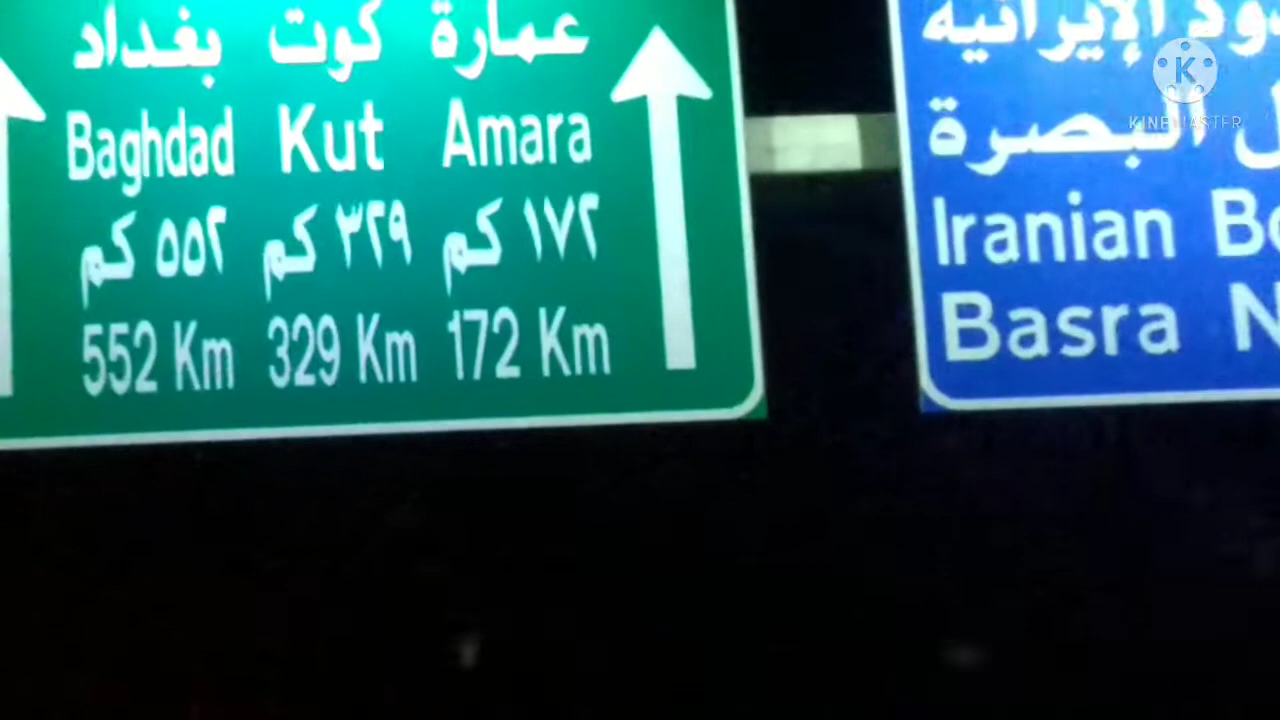 عمارة كوت بغداد
Baghdad Kut Amara
٥٥٢ كم ٣٢٩ كم ١٧٢ كم
552 Km 329 Km 172 Km
الإيرانية
البصرة
Iranian
Basra
KINEMASTER